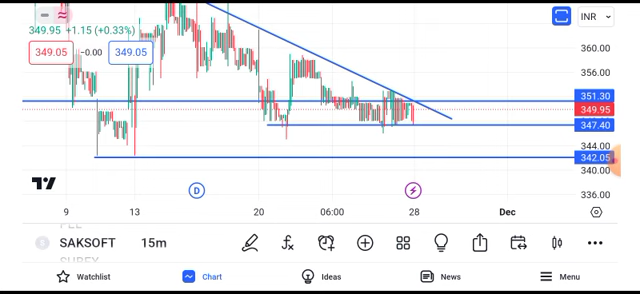 349.95 +1.15 (+0.33%)
INR
349.05 −0.00 349.05
360.00
356.00
351.30
349.95
347.40
344.00
342.05
340.00
336.00
D
9 13 20 06:00 28 Dec
SAKSOFT 15m
Watchlist Chart Ideas News Menu